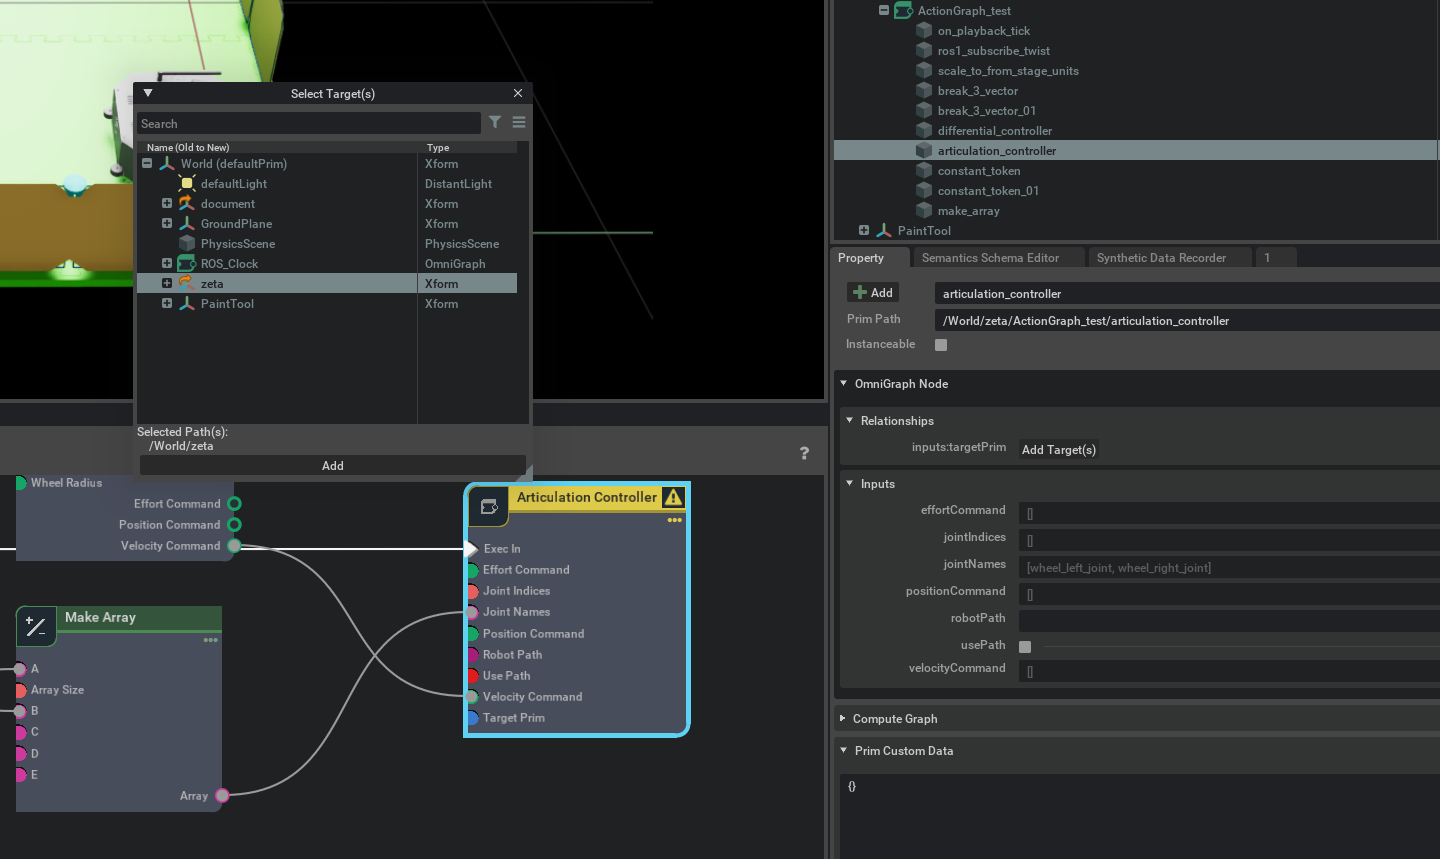 Select Target(s)
Search
Name (Old to New) Type
World (defaultPrim) Xform
defaultLight DistantLight
document Xform
GroundPlane Xform
PhysicsScene PhysicsScene
ROS_Clock OmniGraph
zeta Xform
PaintTool Xform
Selected Path(s):
/World/zeta
Add
?
Wheel Radius
Effort Command
Position Command
Velocity Command
Make Array
A
Array Size
B
C
D
E
Array
Articulation Controller
Exec In
Effort Command
Joint Indices
Joint Names
Position Command
Robot Path
Use Path
Velocity Command
Target Prim
ActionGraph_test
on_playback_tick
ros1_subscribe_twist
scale_to_from_stage_units
break_3_vector
break_3_vector_01
differential_controller
articulation_controller
constant_token
constant_token_01
make_array
PaintTool
Property Semantics Schema Editor Synthetic Data Recorder 1
Add articulation_controller
Prim Path /World/zeta/ActionGraph_test/articulation_controller
Instanceable
OmniGraph Node
Relationships
inputs:targetPrim Add Target(s)
Inputs
effortCommand []
jointIndices []
jointNames [wheel_left_joint, wheel_right_joint]
positionCommand []
robotPath
usePath
velocityCommand []
Compute Graph
Prim Custom Data
{}